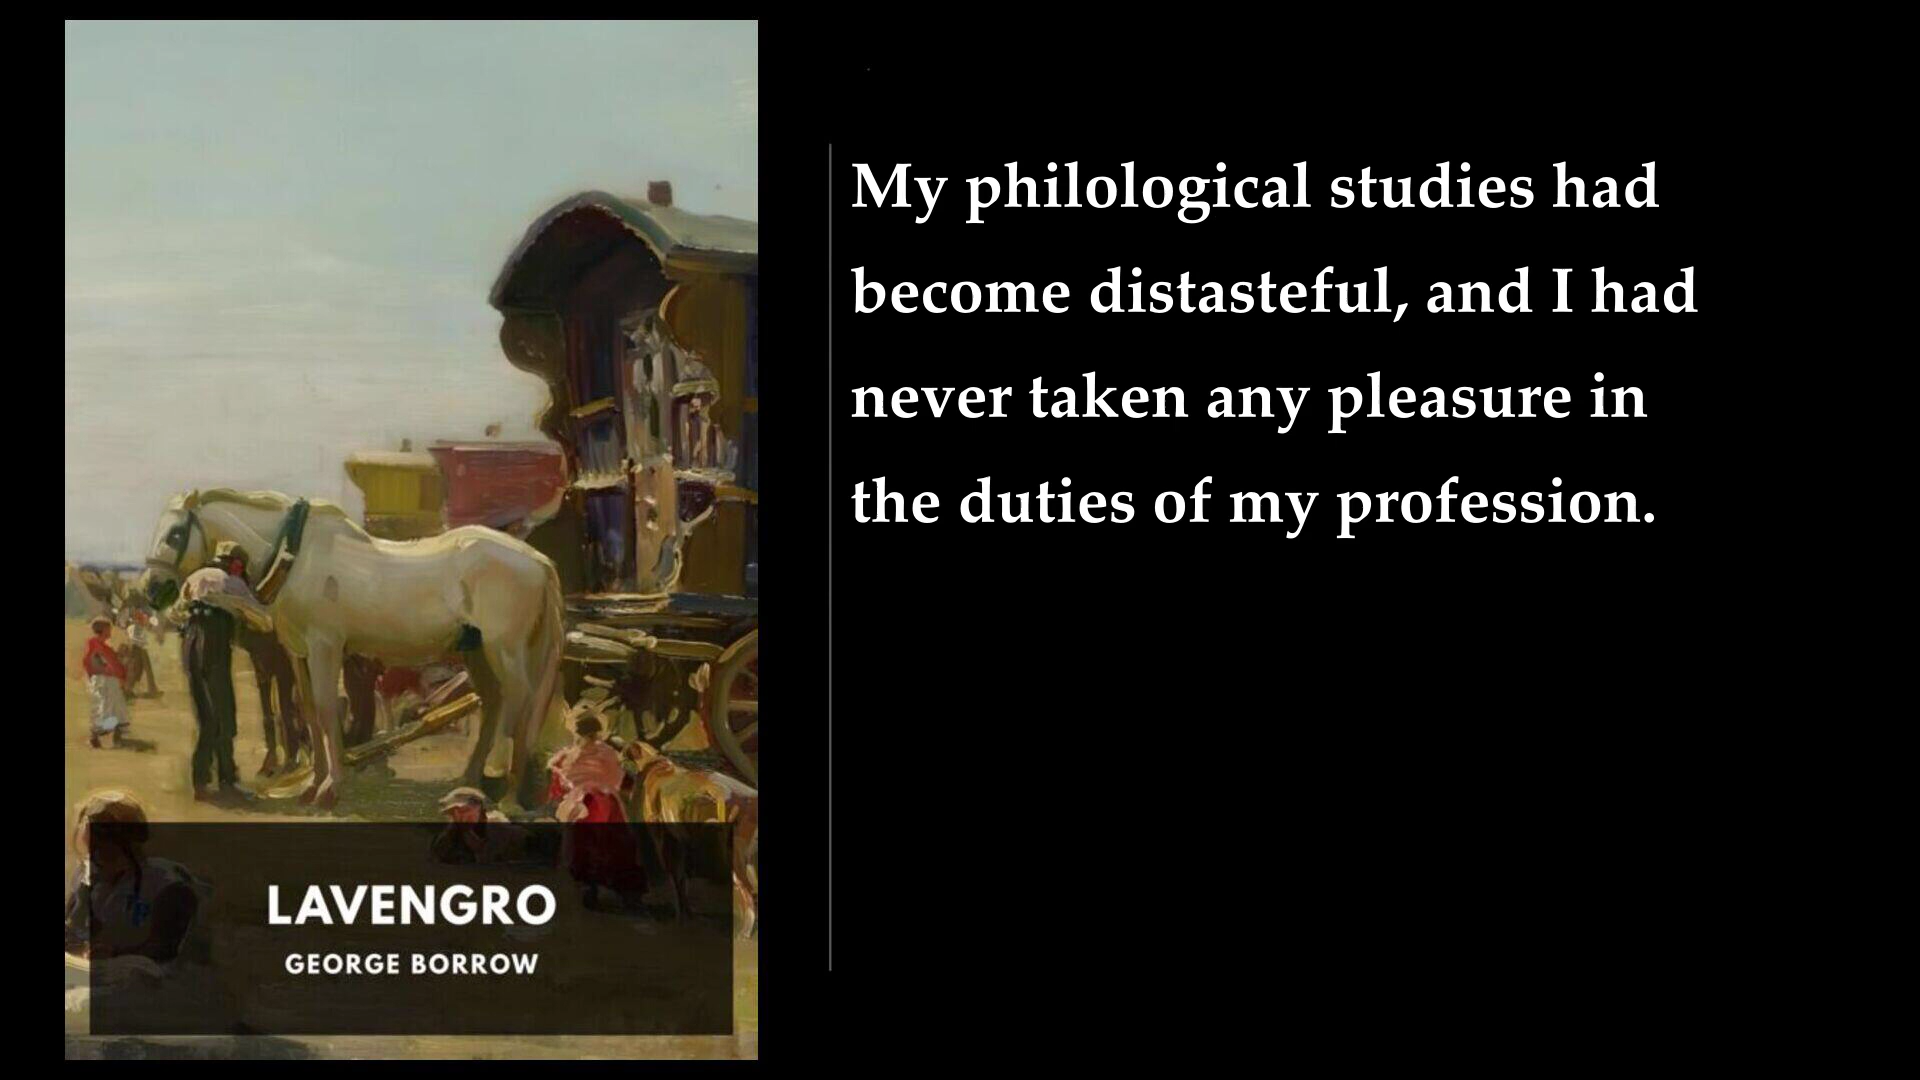 LAVENGRO
GEORGE BORROW
My philological studies had
become distasteful, and I had
never taken any pleasure in
the duties of my profession.